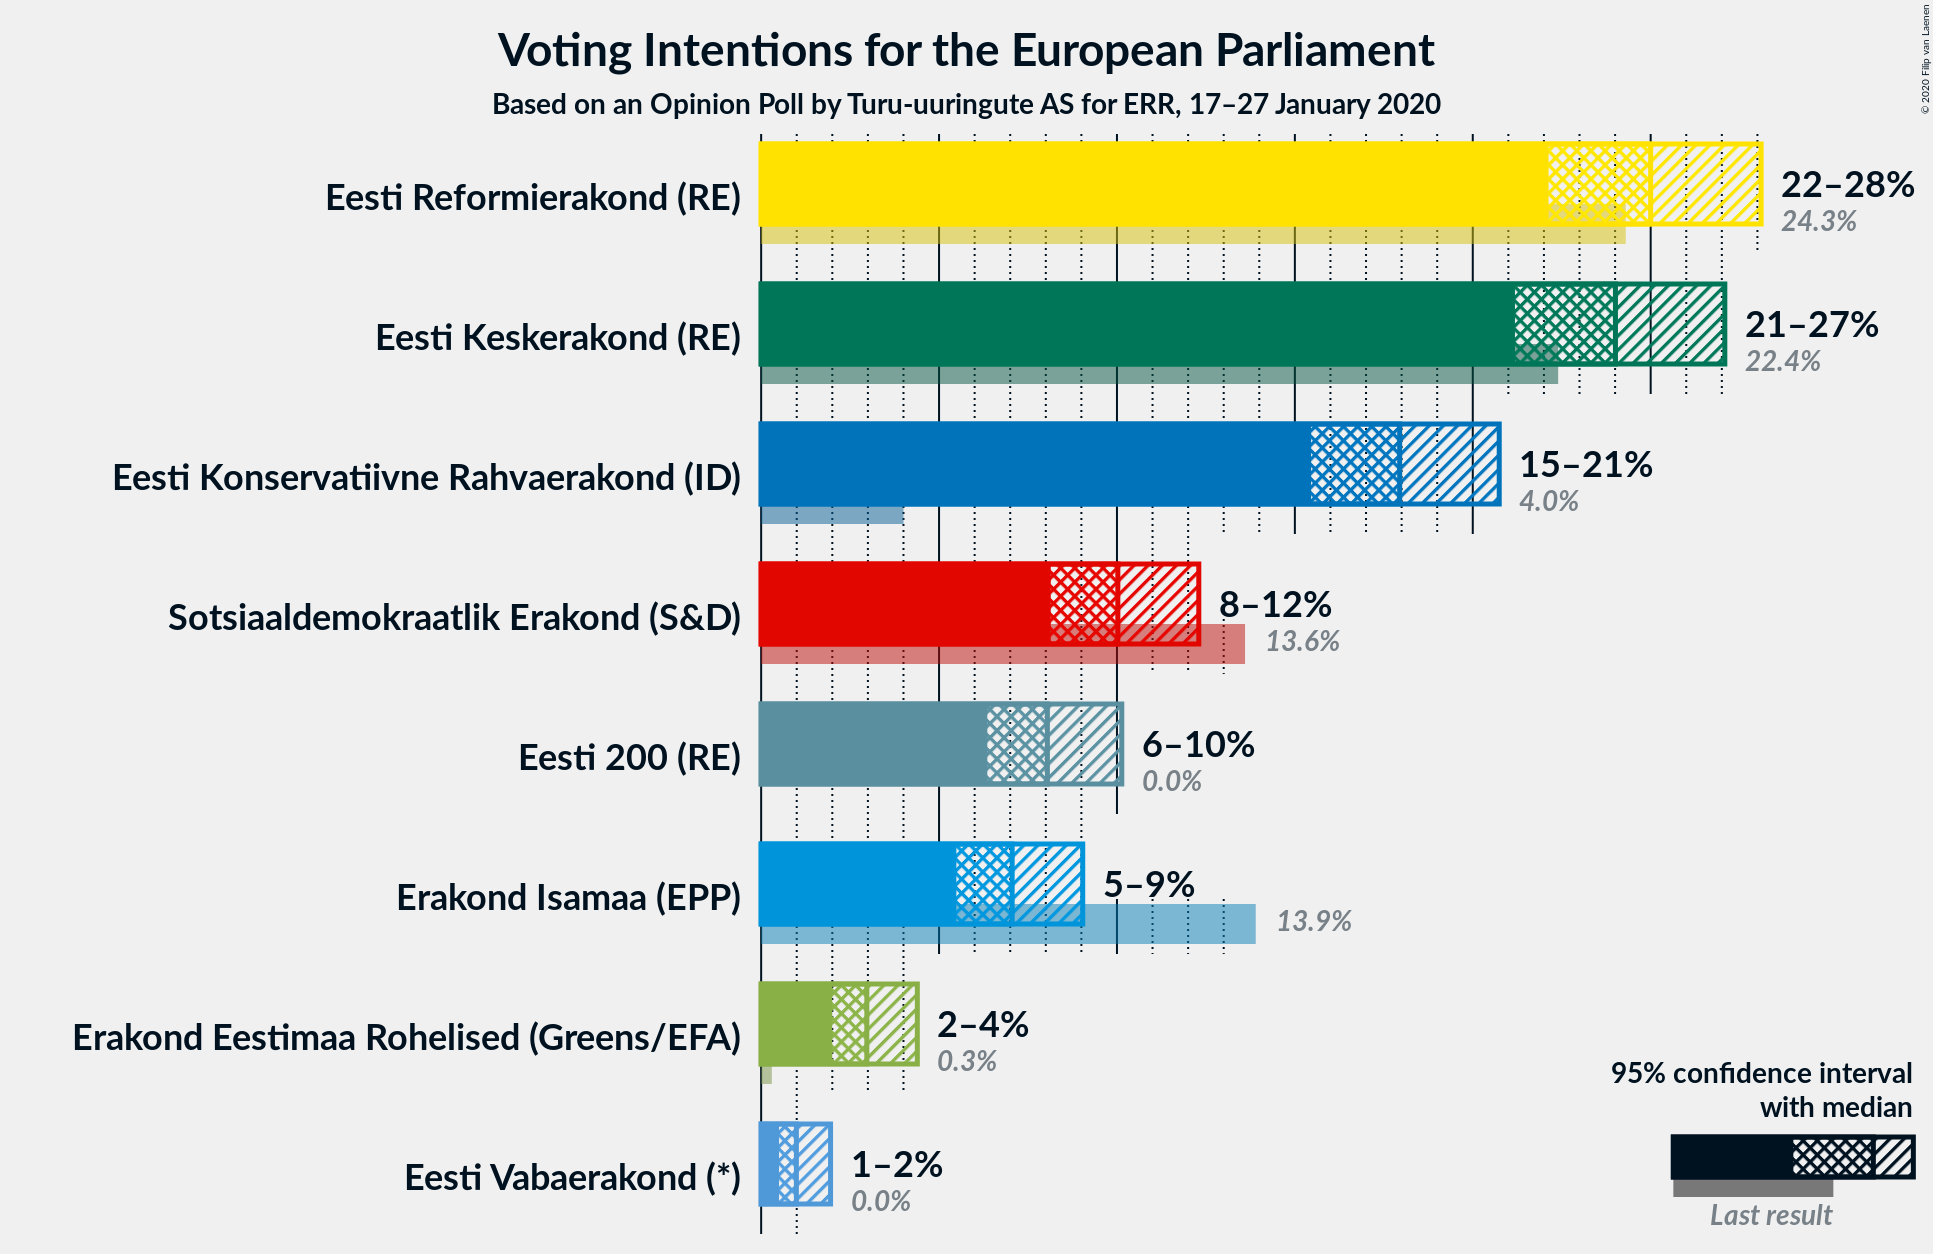 Voting Intentions for the European Parliament
Based on an Opinion Poll by Turu-uuringute AS for ERR, 17–27 January 2020
© 2020 Filip van Laenen
Eesti Reformierakond (RE)
22–28%
24.3%
Eesti Keskerakond (RE)
21–27%
22.4%
Eesti Konservatiivne Rahvaerakond (ID)
15–21%
4.0%
Sotsiaaldemokraatlik Erakond (S&D)
8–12%
13.6%
Eesti 200 (RE)
6–10%
0.0%
Erakond Isamaa (EPP)
5–9%
13.9%
Erakond Eestimaa Rohelised (Greens/EFA)
2–4%
0.3%
Eesti Vabaerakond (*)
1–2%
0.0%
95% confidence interval
with median
Last result